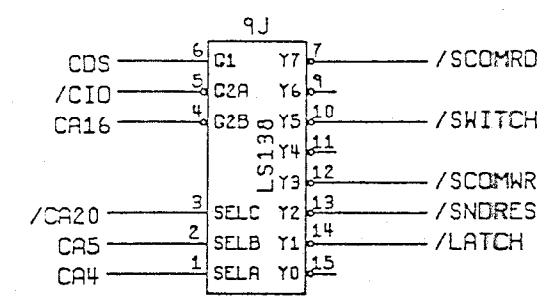 9J
CDS 6 G1 Y7 7 /SCOMRD
/CIO 5 G2A Y6 9
CA16 4 G2B Y5 10 /SWITCH
LS138
Y4 11
Y3 12 /SCOMWR
/CA20 3 SELC Y2 13 /SNDRES
CA5 2 SELB Y1 14 /LATCH
CA4 1 SELA Y0 15